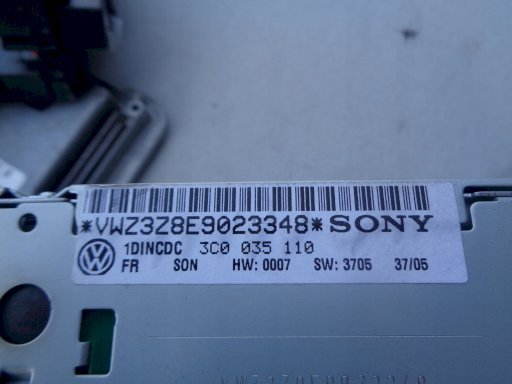 *VWZ3Z8E9023348* SONY
1DINCDC 3C0 035 110
FR SON HW: 0007 SW: 3705 37/05